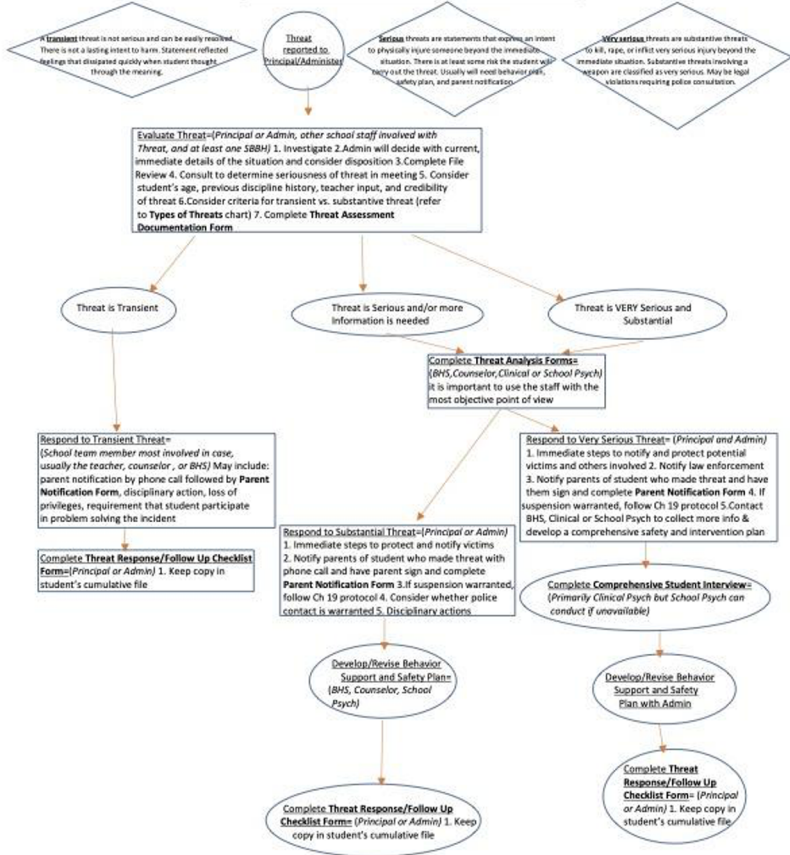 A transient threat is not serious and can be easily resolved.
There is not a lasting intent to harm. Statement reflected
feelings that dissipated quickly when student thought
through the meaning.
Threat
reported to
Principal/Administer
Serious threats are statements that express an intent
to physically injure someone beyond the immediate
situation. There is at least some risk the student will
carry out the threat. Usually will need behavior plan,
safety plan, and parent notification.
Very serious threats are substantive threats
to kill, rape, or inflict very serious injury beyond the
immediate situation. Substantive threats involving a
weapon are classified as very serious. May be legal
violations requiring police consultation.
Evaluate Threat=(Principal or Admin, other school staff involved with
Threat, and at least one SBBH) 1. Investigate 2.Admin will decide with current,
immediate details of the situation and consider disposition 3.Complete File
Review 4. Consult to determine seriousness of threat in meeting 5. Consider
student's age, previous discipline history, teacher input, and credibility
of threat 6.Consider criteria for transient vs. substantive threat (refer
to Types of Threats chart) 7. Complete Threat Assessment
Documentation Form
Threat is Transient
Threat is Serious and/or more
Information is needed
Threat is VERY Serious and
Substantial
Complete Threat Analysis Forms=
(BHS,Counselor,Clinical or School Psych)
it is important to use the staff with the
most objective point of view
Respond to Transient Threat=
(School team member most involved in case,
usually the teacher, counselor , or BHS) May include:
parent notification by phone call followed by Parent
Notification Form, disciplinary action, loss of
privileges, requirement that student participate
in problem solving the incident
Complete Threat Response/Follow Up Checklist
Form=(Principal or Admin) 1. Keep copy in
student's cumulative file
Respond to Substantial Threat=(Principal or Admin)
1. Immediate steps to protect and notify victims
2. Notify parents of student who made threat with
phone call and have parent sign and complete
Parent Notification Form 3.If suspension warranted,
follow Ch 19 protocol 4. Consider whether police
contact is warranted 5. Disciplinary actions
Respond to Very Serious Threat= (Principal and Admin)
1. Immediate steps to notify and protect potential
victims and others involved 2. Notify law enforcement
3. Notify parents of student who made threat and have
them sign and complete Parent Notification Form 4. If
suspension warranted, follow Ch 19 protocol 5.Contact
BHS, Clinical or School Psych to collect more info &
develop a comprehensive safety and intervention plan
Complete Comprehensive Student Interview=
(Primarily Clinical Psych but School Psych can
conduct if unavailable)
Develop/Revise Behavior
Support and Safety Plan=
(BHS, Counselor, School
Psych)
Develop/Revise Behavior
Support and Safety
Plan with Admin
Complete Threat Response/Follow Up
Checklist Form= (Principal or Admin) 1. Keep
copy in student's cumulative file
Complete Threat
Response/Follow Up
Checklist Form= (Principal
or Admin) 1. Keep copy in
student's cumulative file